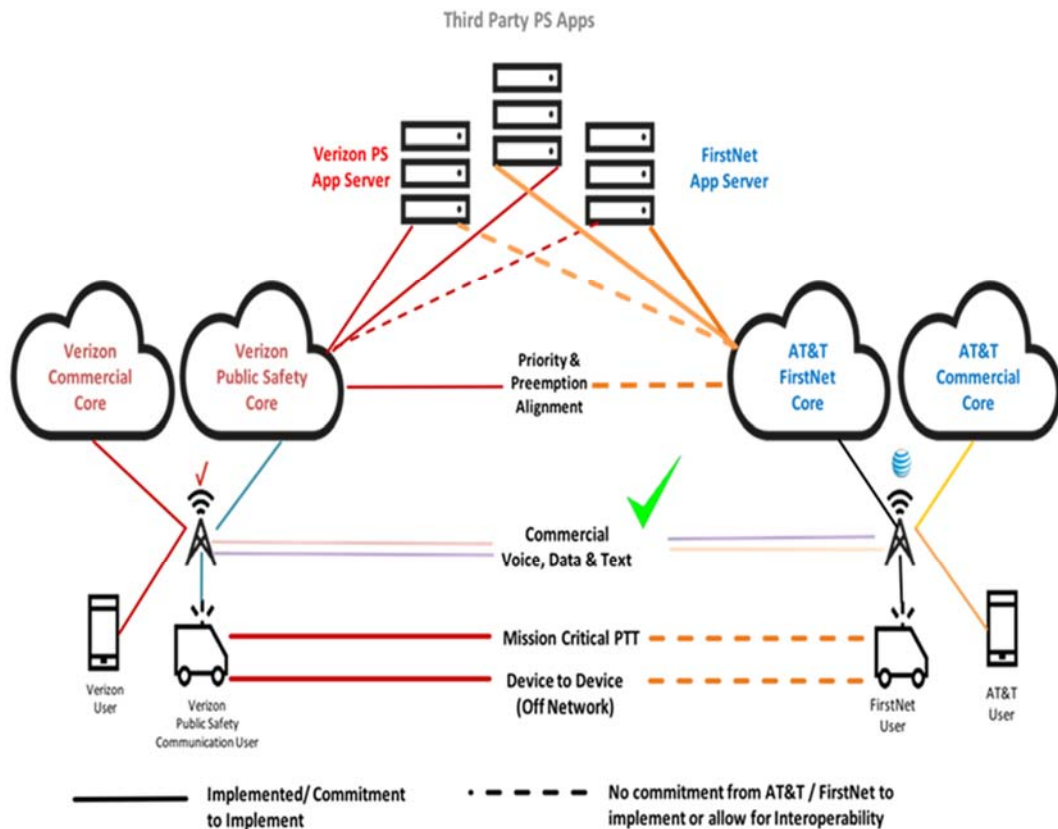 Third Party PS Apps
Verizon PS
App Server
FirstNet
App Server
Verizon
Commercial
Core
Verizon
Public Safety
Core
Priority &
Preemption
Alignment
AT&T
FirstNet
Core
AT&T
Commercial
Core
Commercial
Voice, Data & Text
Mission Critical PTT
Device to Device
(Off Network)
Verizon
User
Verizon
Public Safety
Communication User
FirstNet
User
AT&T
User
Implemented/ Commitment
to Implement
No commitment from AT&T / FirstNet to
implement or allow for Interoperability